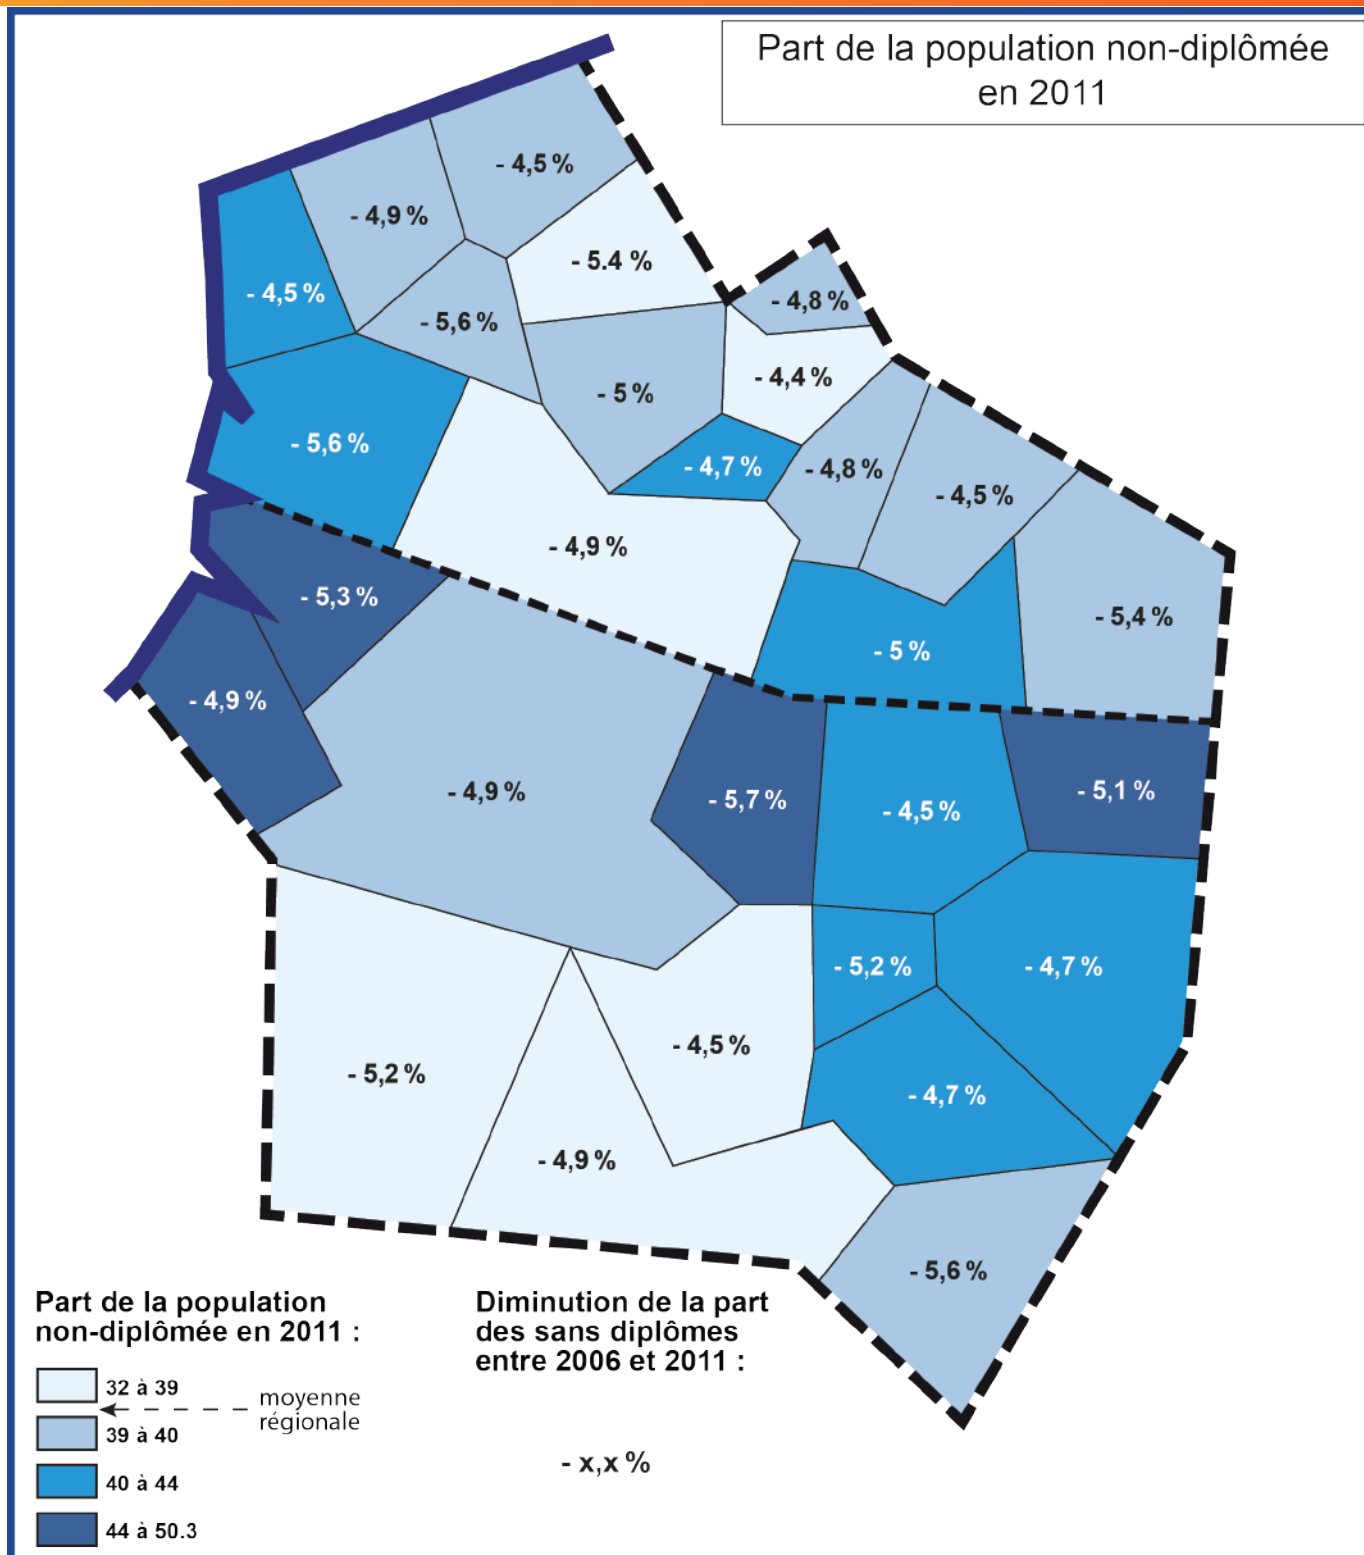 Part de la population non-diplômée
en 2011
- 4,5 %
- 4,9 %
- 5.4 %
- 4,5 %
- 4,8 %
- 5,6 %
- 4,4 %
- 5 %
- 5,6 %
- 4,7 %
- 4,8 %
- 4,5 %
- 4,9 %
- 5,3 %
- 5,4 %
- 5 %
- 4,9 %
- 4,9 %
- 5,7 %
- 4,5 %
- 5,1 %
- 5,2 %
- 4,7 %
- 4,5 %
- 5,2 %
- 4,7 %
- 4,9 %
- 5,6 %
Part de la population
non-diplômée en 2011 :
32 à 39
moyenne
régionale
39 à 40
40 à 44
44 à 50.3
Diminution de la part
des sans diplômes
entre 2006 et 2011 :
- x,x %